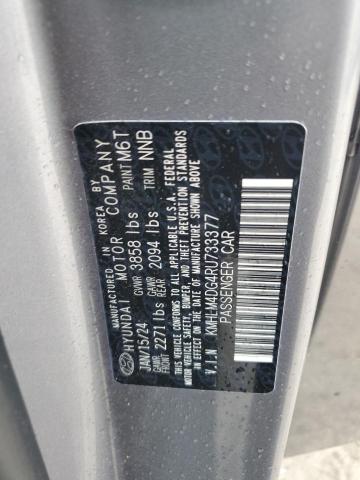 MANUFACTURED IN KOREA BY
HYUNDAI MOTOR COMPANY
JAN/15/24 GVWR 3858 lbs PAINT M6T
GAWR FRONT 2271 lbs GAWR REAR 2094 lbs TRIM NNB
THIS VEHICLE CONFORMS TO ALL APPLICABLE U.S.A. FEDERAL
MOTOR VEHICLE SAFETY, BUMPER, AND THEFT PREVENTION STANDARDS
IN EFFECT ON THE DATE OF MANUFACTURE SHOWN ABOVE
V.I.N : KMHLM4DG4RU733377
PASSENGER CAR